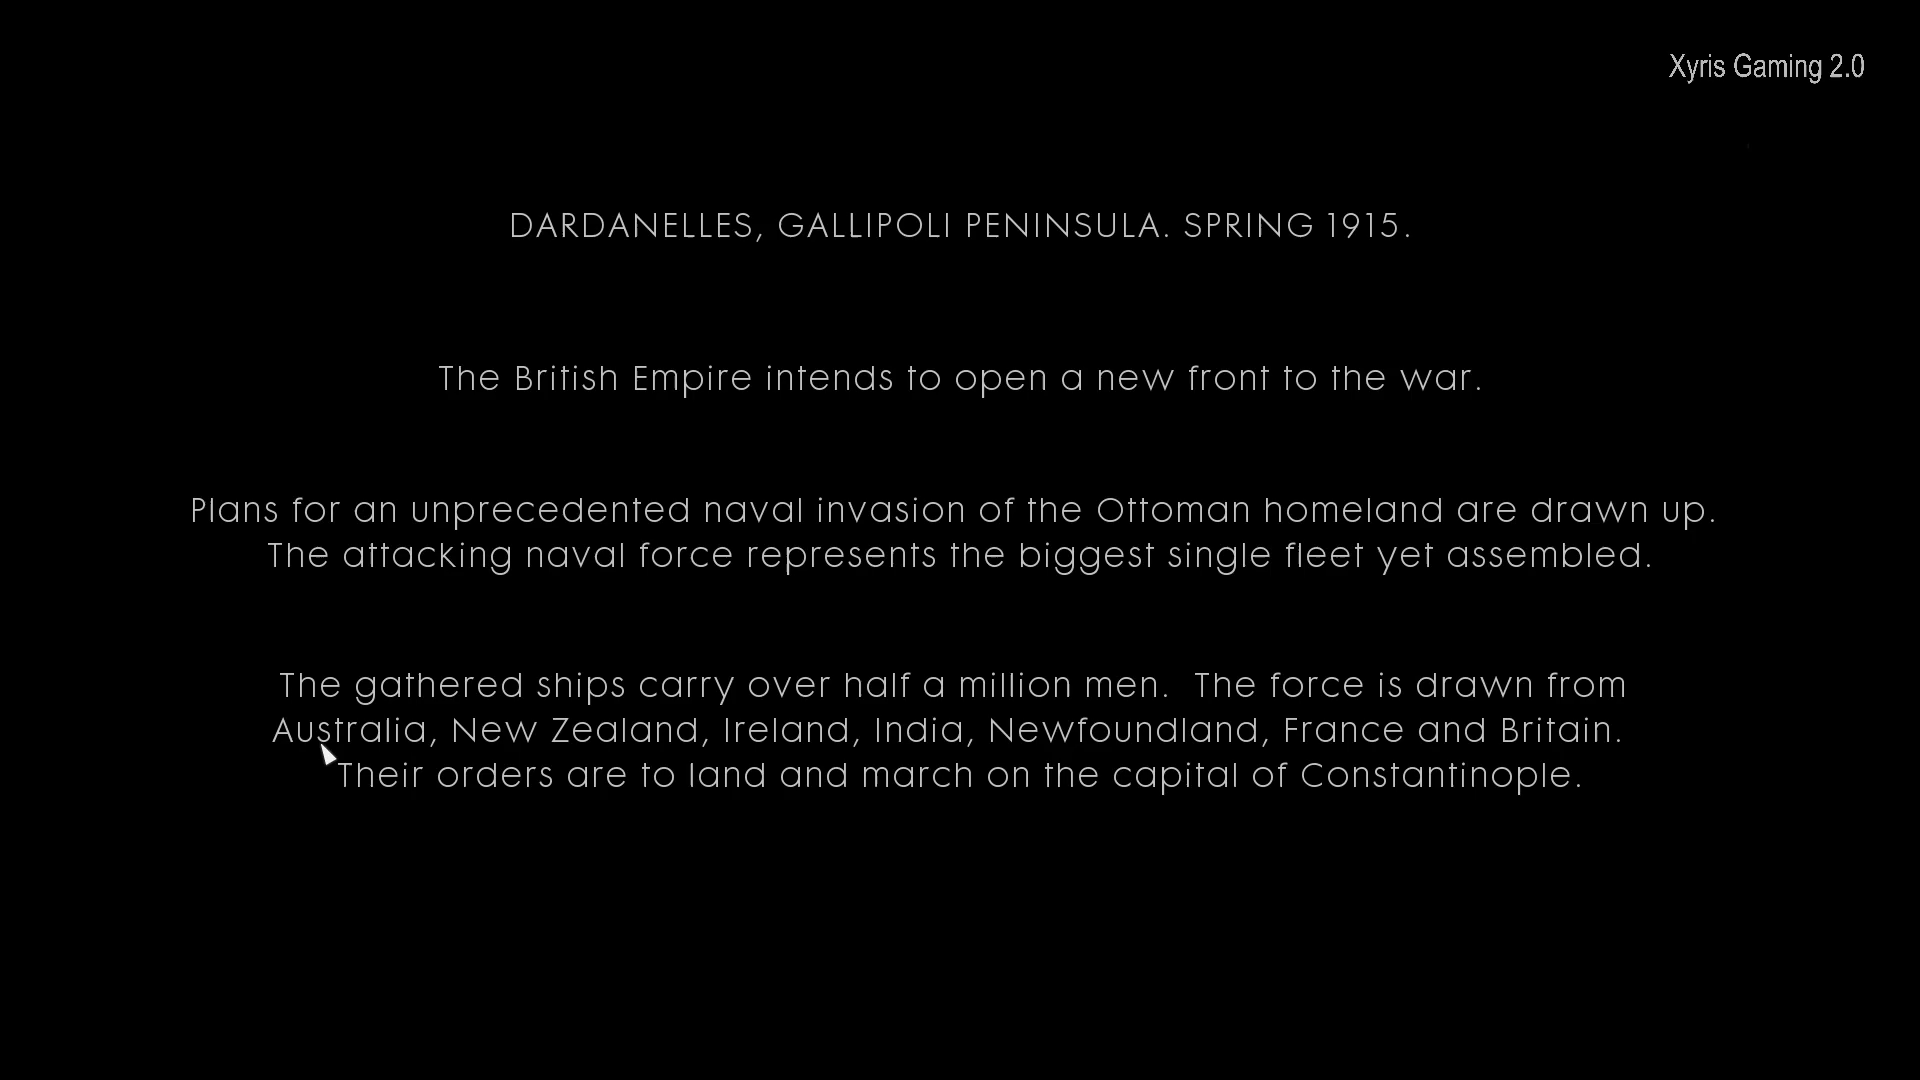 Xyris Gaming 2.0
DARDANELLES, GALLIPOLI PENINSULA. SPRING 1915.
The British Empire intends to open a new front to the war.
Plans for an unprecedented naval invasion of the Ottoman homeland are drawn up.
The attacking naval force represents the biggest single fleet yet assembled.
The gathered ships carry over half a million men.  The force is drawn from
Australia, New Zealand, Ireland, India, Newfoundland, France and Britain.
Their orders are to land and march on the capital of Constantinople.